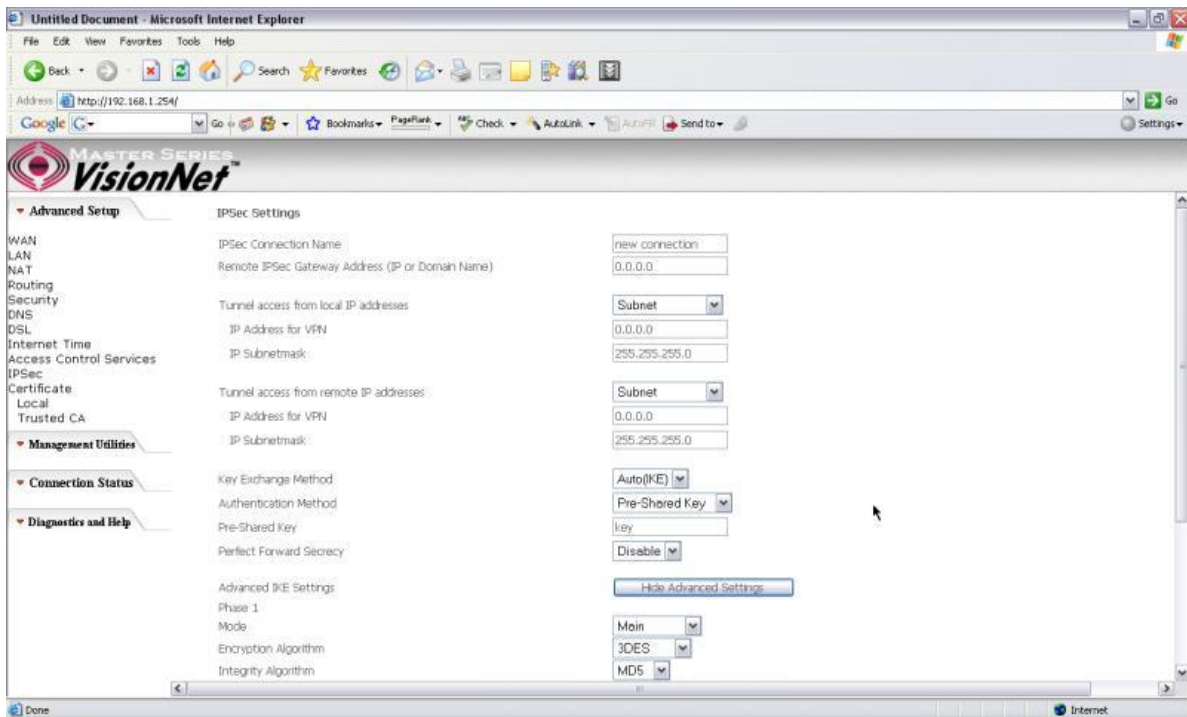 Untitled Document - Microsoft Internet Explorer
File Edit View Favorites Tools Help
Back Search Favorites
Address http://192.168.1.254/ Go
Google G Go Bookmarks PageRank Check AutoLink AutoFill Send to Settings
MASTER SERIES
VisionNet™
Advanced Setup
WAN
LAN
NAT
Routing
Security
DNS
DSL
Internet Time
Access Control Services
IPSec
Certificate
Local
Trusted CA
Management Utilities
Connection Status
Diagnostics and Help
IPSec Settings
IPSec Connection Name new connection
Remote IPSec Gateway Address (IP or Domain Name) 0.0.0.0
Tunnel access from local IP addresses Subnet
IP Address for VPN 0.0.0.0
IP Subnetmask 255.255.255.0
Tunnel access from remote IP addresses Subnet
IP Address for VPN 0.0.0.0
IP Subnetmask 255.255.255.0
Key Exchange Method Auto(IKE)
Authentication Method Pre-Shared Key
Pre-Shared Key key
Perfect Forward Secrecy Disable
Advanced IKE Settings Hide Advanced Settings
Phase 1
Mode Main
Encryption Algorithm 3DES
Integrity Algorithm MD5
Done Internet